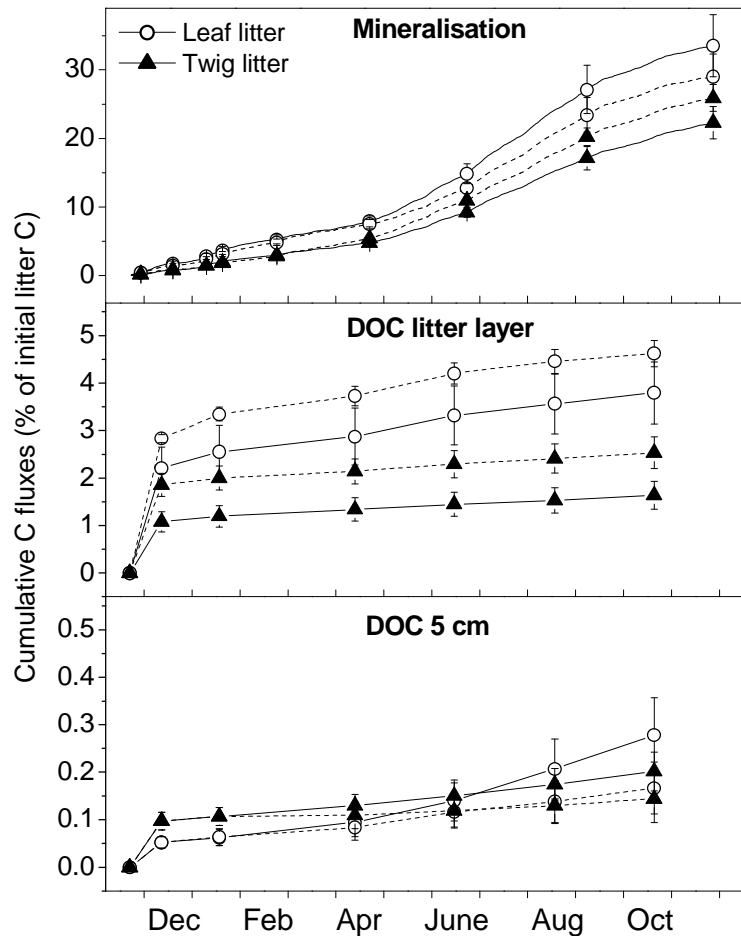 Cumulative C fluxes (% of initial litter C)
Mineralisation
Leaf litter
Twig litter
30
20
10
0
DOC litter layer
5
4
3
2
1
0
DOC 5 cm
0.5
0.4
0.3
0.2
0.1
0.0
Dec Feb Apr June Aug Oct